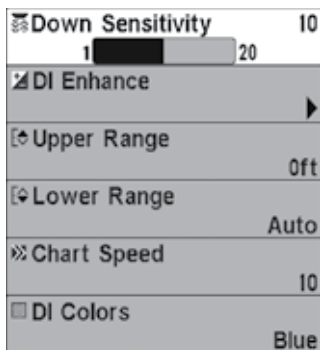 Down Sensitivity 10
1 20
DI Enhance
Upper Range
0ft
Lower Range
Auto
Chart Speed
10
DI Colors
Blue